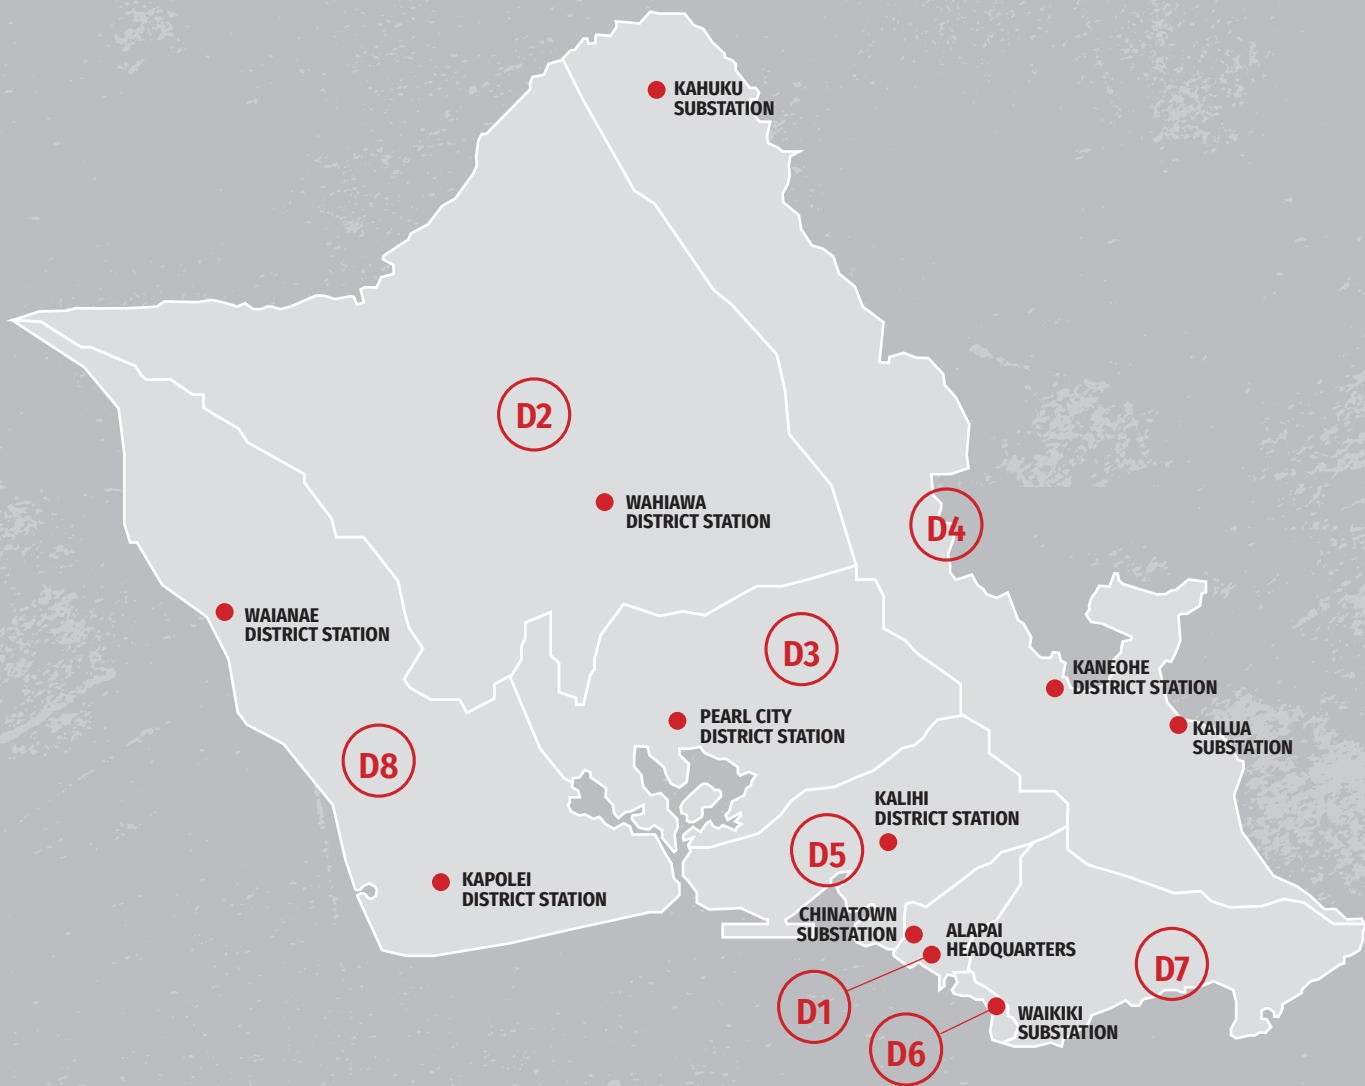 KAHUKU
SUBSTATION
D2
WAHIAWA
DISTRICT STATION
D4
WAIANAE
DISTRICT STATION
D3
KANEOHE
DISTRICT STATION
PEARL CITY
DISTRICT STATION
KAILUA
SUBSTATION
D8
KALIHI
DISTRICT STATION
D5
KAPOLEI
DISTRICT STATION
CHINATOWN
SUBSTATION
ALAPAI
HEADQUARTERS
D7
D1
WAIKIKI
SUBSTATION
D6